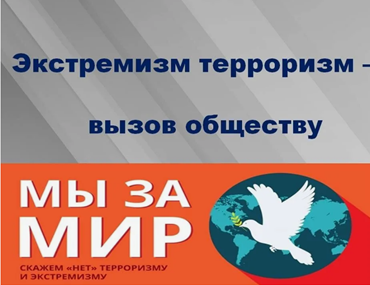 Экстремизм терроризм -
вызов обществу
МЫ ЗА
МИР
СКАЖЕМ «НЕТ» ТЕРРОРИЗМУ
И ЭКСТРЕМИЗМУ